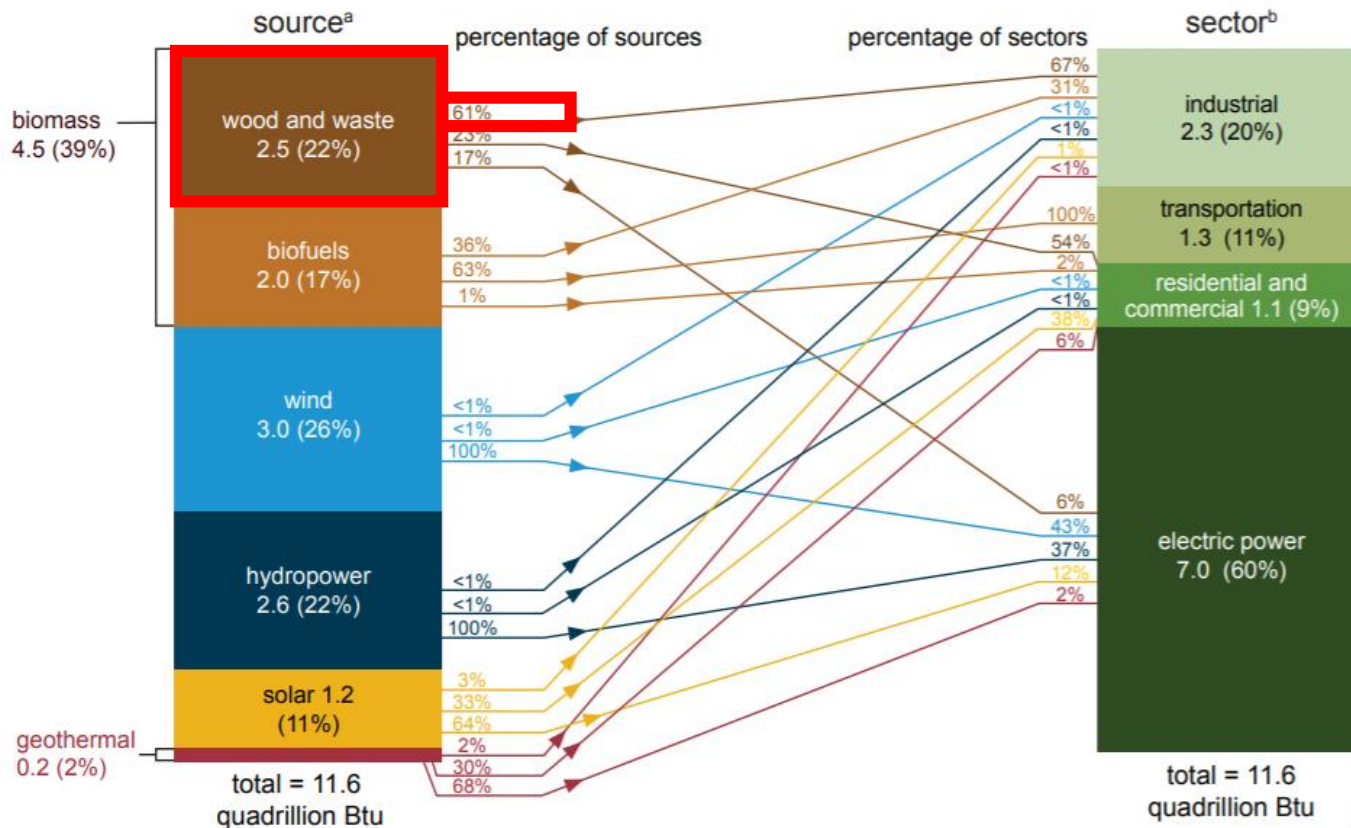 sourceᵃ
percentage of sources
percentage of sectors
sectorᵇ
biomass
4.5 (39%)
wood and waste
2.5 (22%)
61%
23%
17%
biofuels
2.0 (17%)
36%
63%
1%
wind
3.0 (26%)
<1%
<1%
100%
hydropower
2.6 (22%)
<1%
<1%
100%
solar 1.2
(11%)
3%
33%
64%
geothermal
0.2 (2%)
2%
30%
68%
total = 11.6
quadrillion Btu
67%
31%
<1%
<1%
1%
<1%
industrial
2.3 (20%)
100%
transportation
1.3 (11%)
54%
2%
<1%
<1%
38%
6%
residential and
commercial 1.1 (9%)
6%
43%
37%
12%
2%
electric power
7.0 (60%)
total = 11.6
quadrillion Btu